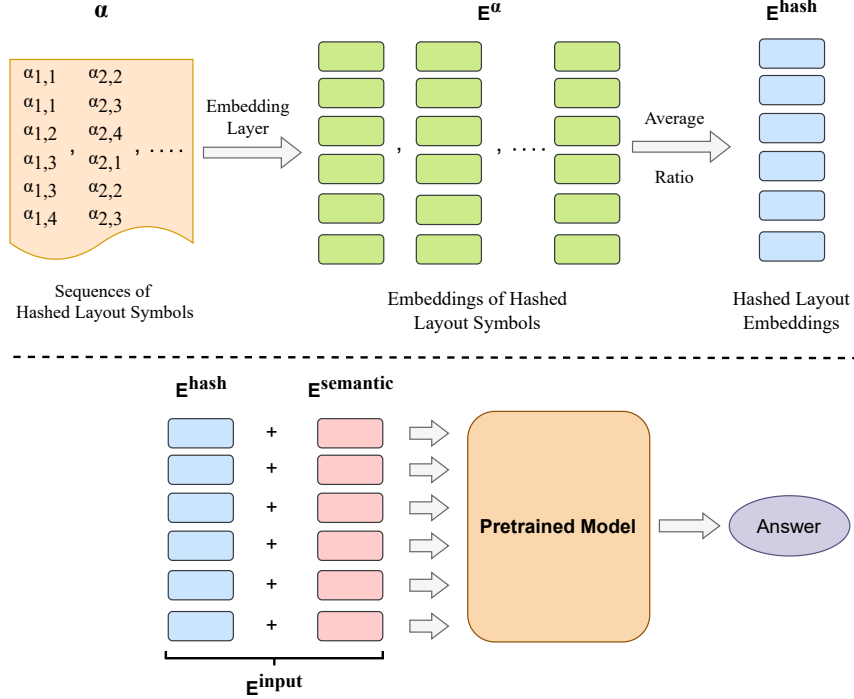 α E^α E^hash
α1,1 α2,2
α1,1 α2,3
α1,2 α2,4
α1,3 , α2,1 , ....
α1,3 α2,2
α1,4 α2,3
Embedding
Layer
, , ....
Average
Ratio
Sequences of
Hashed Layout Symbols
Embeddings of Hashed
Layout Symbols
Hashed Layout
Embeddings
E^hash E^semantic
+
+
+
+
+
+
Pretrained Model
Answer
E^input